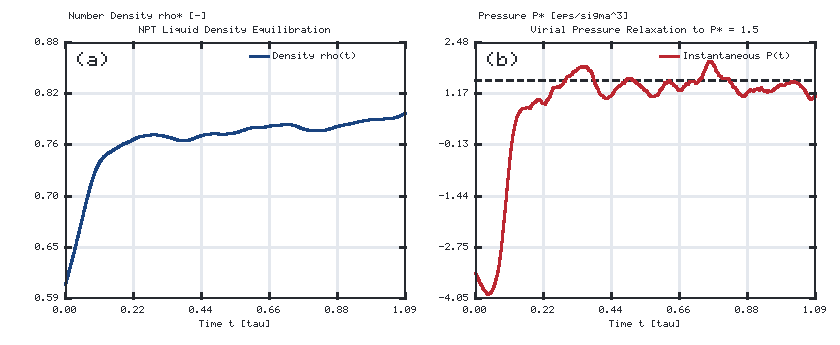 Number Density rho* [-]
NPT Liquid Density Equilibration
0.88
(a)
Density rho(t)
0.82
0.76
0.70
0.65
0.59
0.00 0.22 0.44 0.66 0.88 1.09
Time t [tau]
Pressure P* [eps/sigma^3]
Virial Pressure Relaxation to P* = 1.5
2.48
(b)
Instantaneous P(t)
1.17
-0.13
-1.44
-2.75
-4.05
0.00 0.22 0.44 0.66 0.88 1.09
Time t [tau]